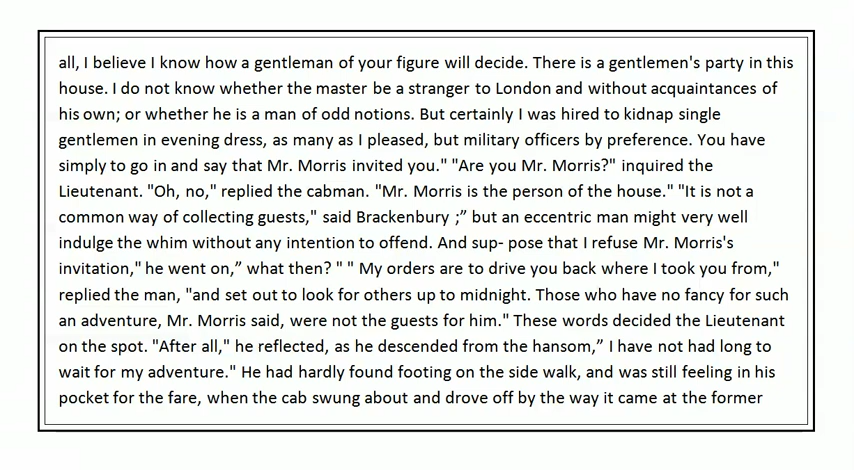 all, I believe I know how a gentleman of your figure will decide. There is a gentlemen's party in this
house. I do not know whether the master be a stranger to London and without acquaintances of
his own; or whether he is a man of odd notions. But certainly I was hired to kidnap single
gentlemen in evening dress, as many as I pleased, but military officers by preference. You have
simply to go in and say that Mr. Morris invited you." "Are you Mr. Morris?" inquired the
Lieutenant. "Oh, no," replied the cabman. "Mr. Morris is the person of the house." "It is not a
common way of collecting guests," said Brackenbury ;” but an eccentric man might very well
indulge the whim without any intention to offend. And sup- pose that I refuse Mr. Morris's
invitation," he went on,” what then? " " My orders are to drive you back where I took you from,"
replied the man, "and set out to look for others up to midnight. Those who have no fancy for such
an adventure, Mr. Morris said, were not the guests for him." These words decided the Lieutenant
on the spot. "After all," he reflected, as he descended from the hansom,” I have not had long to
wait for my adventure." He had hardly found footing on the side walk, and was still feeling in his
pocket for the fare, when the cab swung about and drove off by the way it came at the former